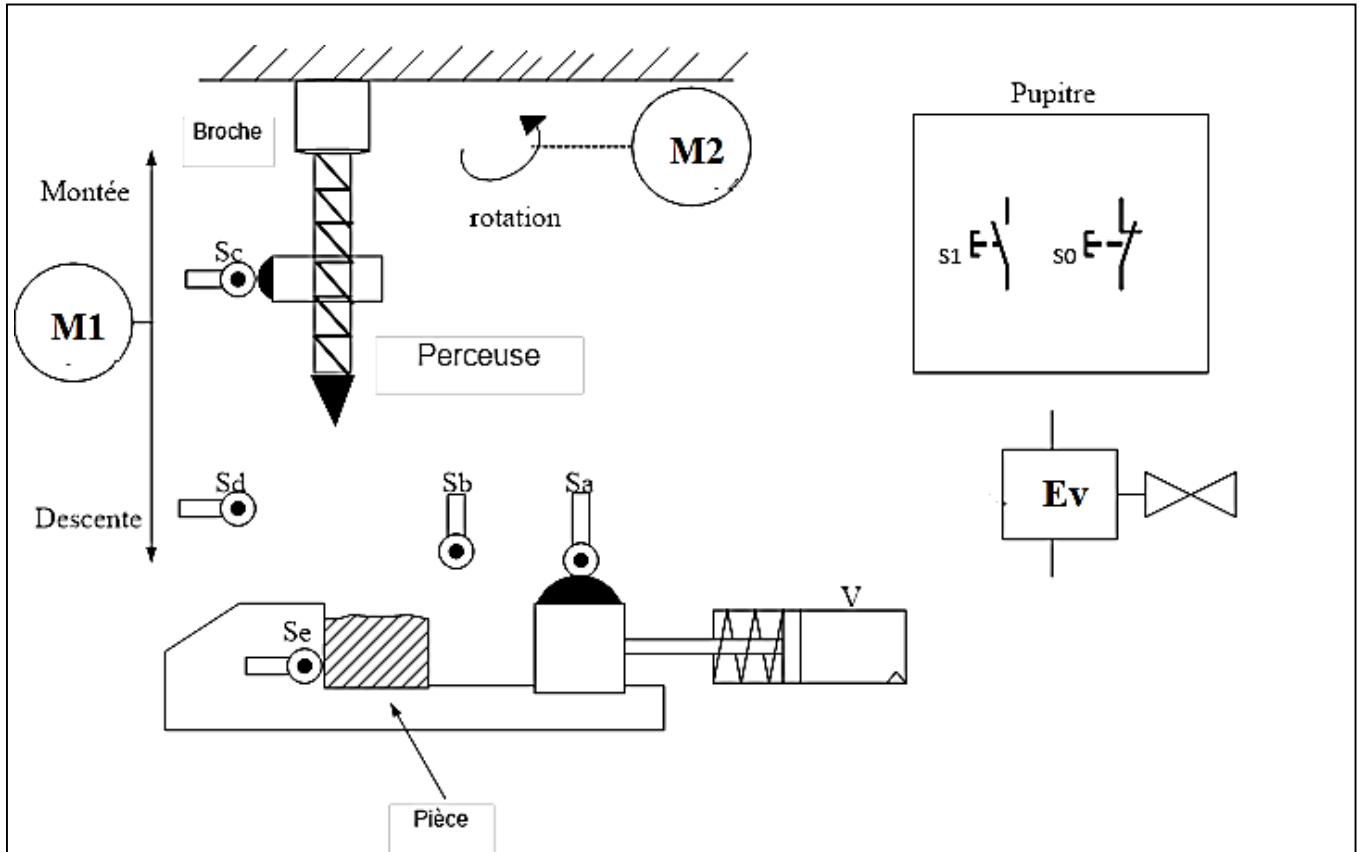 Pupitre
Broche
M2
Montée
rotation
Sc
S1
S0
M1
Perceuse
Sd
Sb
Sa
Ev
Descente
V
Se
Pièce